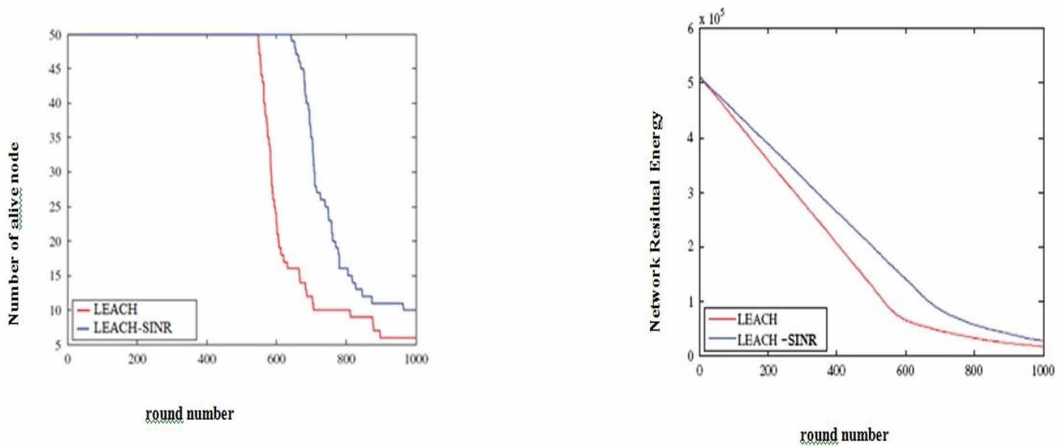 50
45
40
35
30
25
20
15
10
5
Number of alive node
LEACH
LEACH-SINR
0 200 400 600 800 1000
round number
x 10^5
6
5
4
3
2
1
0
Network Residual Energy
LEACH
LEACH -SINR
0 200 400 600 800 1000
round number